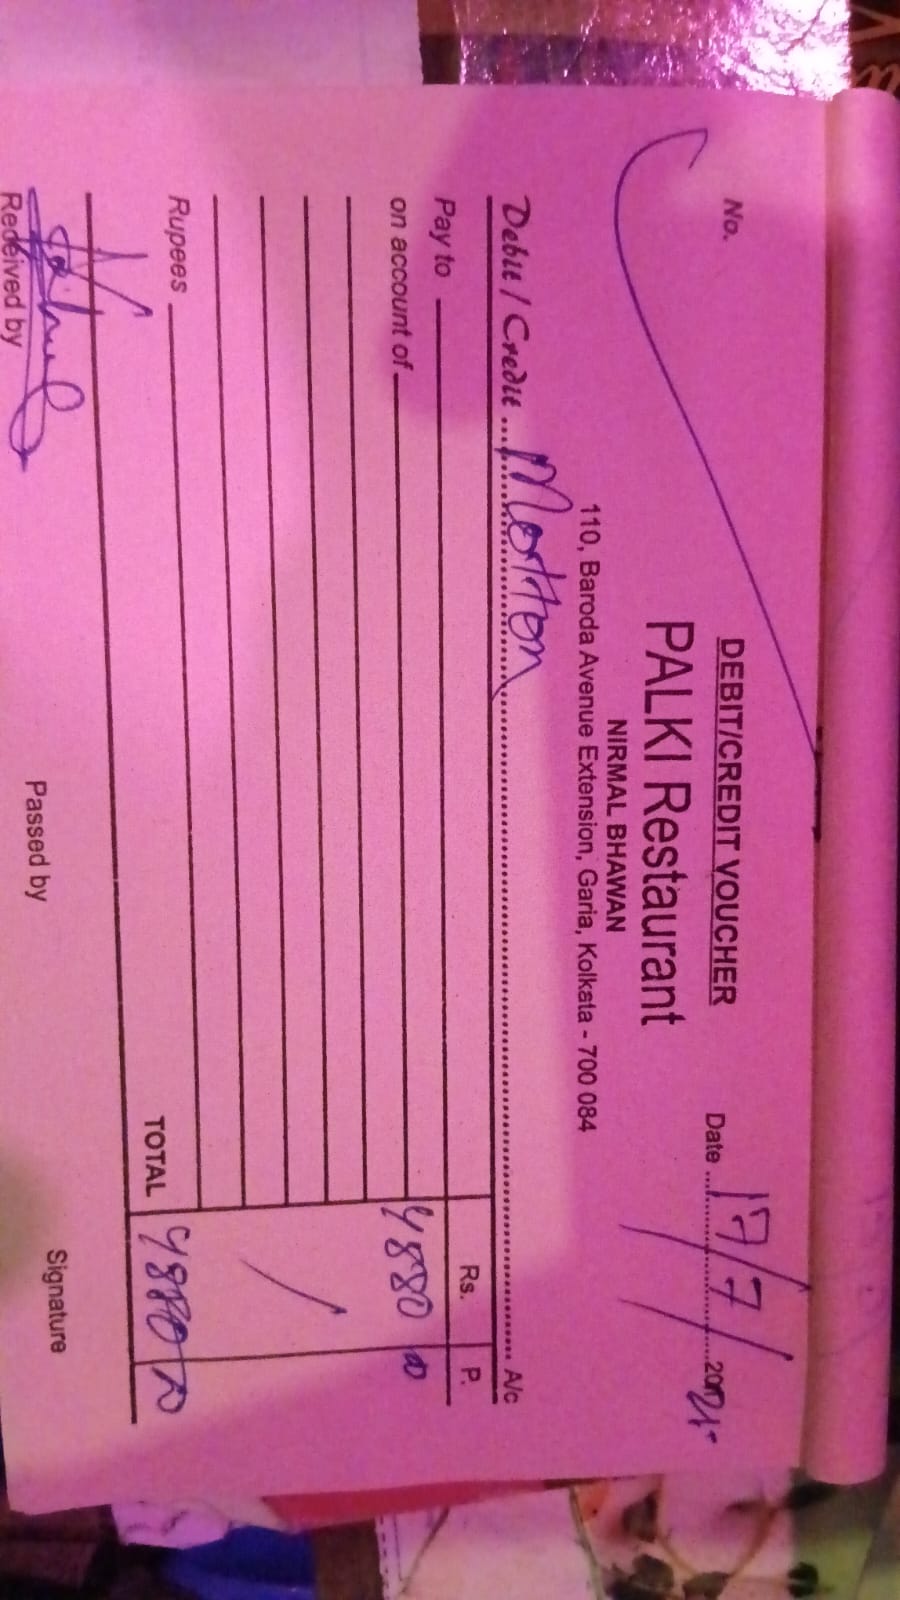 DEBIT/CREDIT VOUCHER
No.
Date 17/7/2021
PALKI Restaurant
NIRMAL BHAWAN
110, Baroda Avenue Extension, Garia, Kolkata - 700 084
Debit / Credit ... Mortton ... A/c
Pay to Rs. P.
on account of 4880 00
Rupees TOTAL 4880 00
Received by Passed by Signature